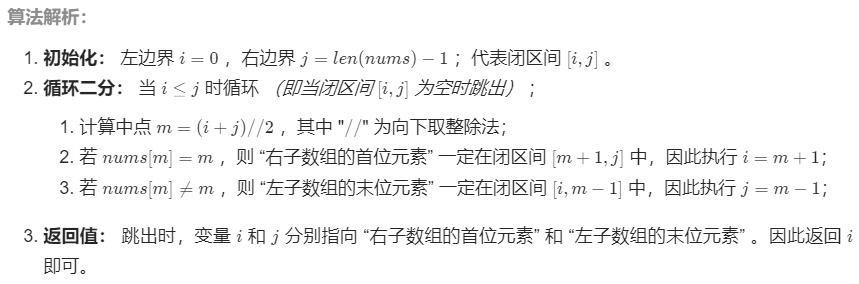 算法解析：
1. 初始化： 左边界 i = 0 ，右边界 j = len(nums) − 1 ；代表闭区间 [i, j] 。
2. 循环二分： 当 i ≤ j 时循环 （即当闭区间 [i, j] 为空时跳出） ；
1. 计算中点 m = (i + j)//2 ，其中 "//" 为向下取整除法；
2. 若 nums[m] = m ，则 “右子数组的首位元素” 一定在闭区间 [m + 1, j] 中，因此执行 i = m + 1；
3. 若 nums[m] ≠ m ，则 “左子数组的末位元素” 一定在闭区间 [i, m − 1] 中，因此执行 j = m − 1；
3. 返回值： 跳出时，变量 i 和 j 分别指向 “右子数组的首位元素” 和 “左子数组的末位元素” 。因此返回 i
即可。